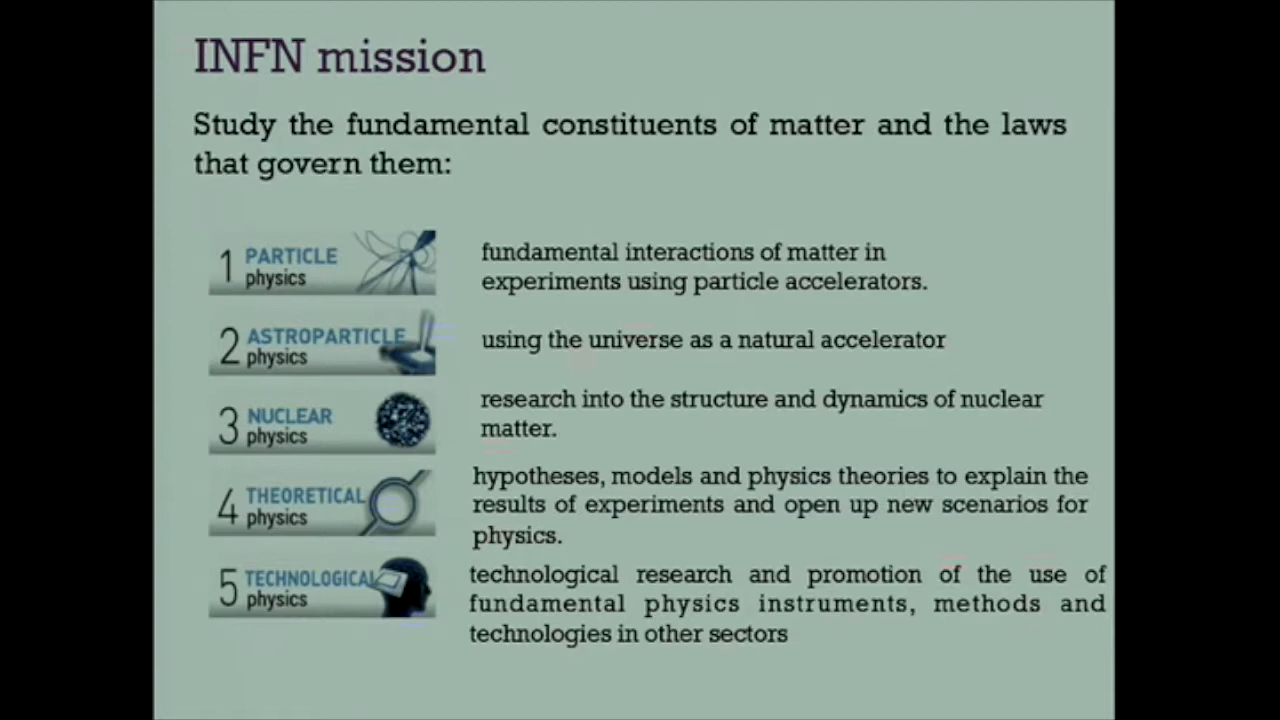 INFN mission
Study the fundamental constituents of matter and the laws
that govern them:
1 PARTICLE
physics
fundamental interactions of matter in
experiments using particle accelerators.
2 ASTROPARTICLE
physics
using the universe as a natural accelerator
3 NUCLEAR
physics
research into the structure and dynamics of nuclear
matter.
4 THEORETICAL
physics
hypotheses, models and physics theories to explain the
results of experiments and open up new scenarios for
physics.
5 TECHNOLOGICAL
physics
technological research and promotion of the use of
fundamental physics instruments, methods and
technologies in other sectors